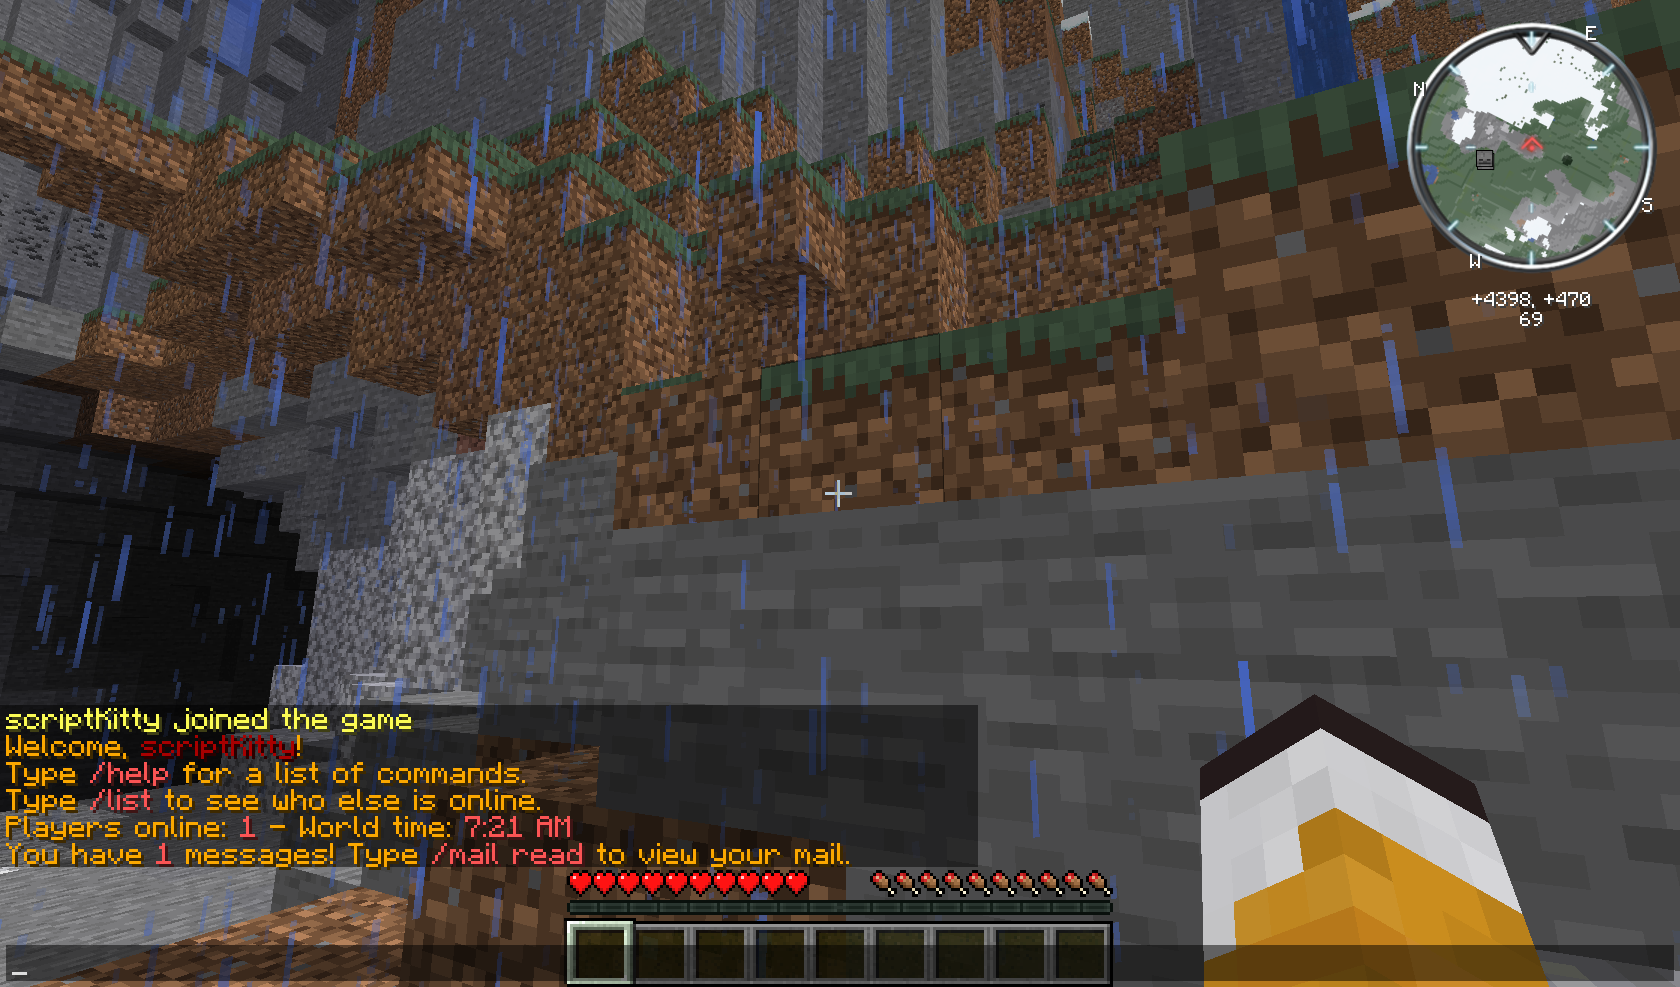 E
N
S
W
+4398, +470
69
scriptKitty joined the game
Welcome, scriptKitty!
Type /help for a list of commands.
Type /list to see who else is online.
Players online: 1 - World time: 7:21 AM
You have 1 messages! Type /mail read to view your mail.
_